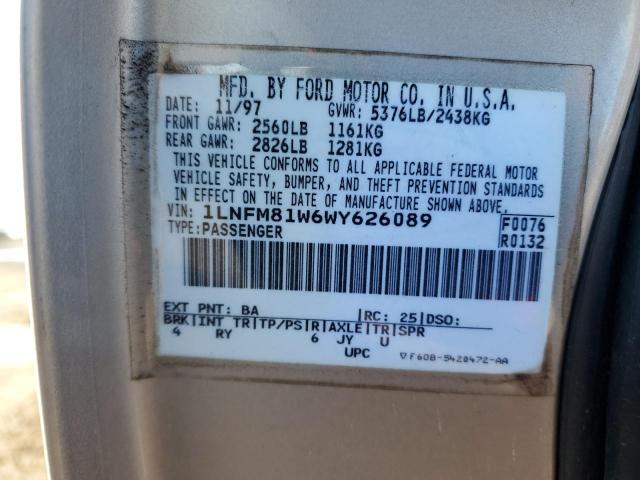 MFD. BY FORD MOTOR CO. IN U.S.A.
DATE: 11/97 GVWR: 5376LB/2438KG
FRONT GAWR: 2560LB 1161KG
REAR GAWR: 2826LB 1281KG
THIS VEHICLE CONFORMS TO ALL APPLICABLE FEDERAL MOTOR
VEHICLE SAFETY, BUMPER, AND THEFT PREVENTION STANDARDS
IN EFFECT ON THE DATE OF MANUFACTURE SHOWN ABOVE.
VIN: 1LNFM81W6WY626089 F0076
TYPE: PASSENGER R0132
EXT PNT: BA |RC: 25|DSO:
BRK|INT TR|TP/PS|R|AXLE|TR|SPR
4 RY 6 JY U
UPC ▽F60B-5420472-AA